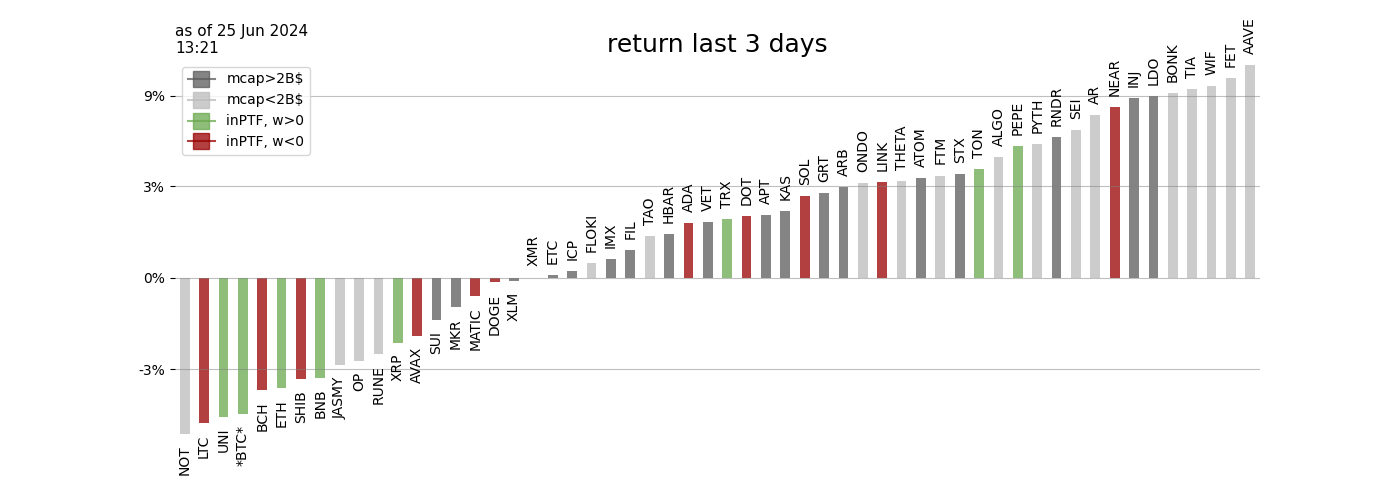 as of 25 Jun 2024
13:21
return last 3 days
mcap>2B$
mcap<2B$
inPTF, w>0
inPTF, w<0
9%
3%
0%
-3%
NOT
LTC
UNI
*BTC*
BCH
ETH
SHIB
BNB
JASMY
OP
RUNE
XRP
AVAX
SUI
MKR
MATIC
DOGE
XLM
XMR
ETC
ICP
FLOKI
IMX
FIL
TAO
HBAR
ADA
VET
TRX
DOT
APT
KAS
SOL
GRT
ARB
ONDO
LINK
THETA
ATOM
FTM
STX
TON
ALGO
PEPE
PYTH
RNDR
SEI
AR
NEAR
INJ
LDO
BONK
TIA
WIF
FET
AAVE